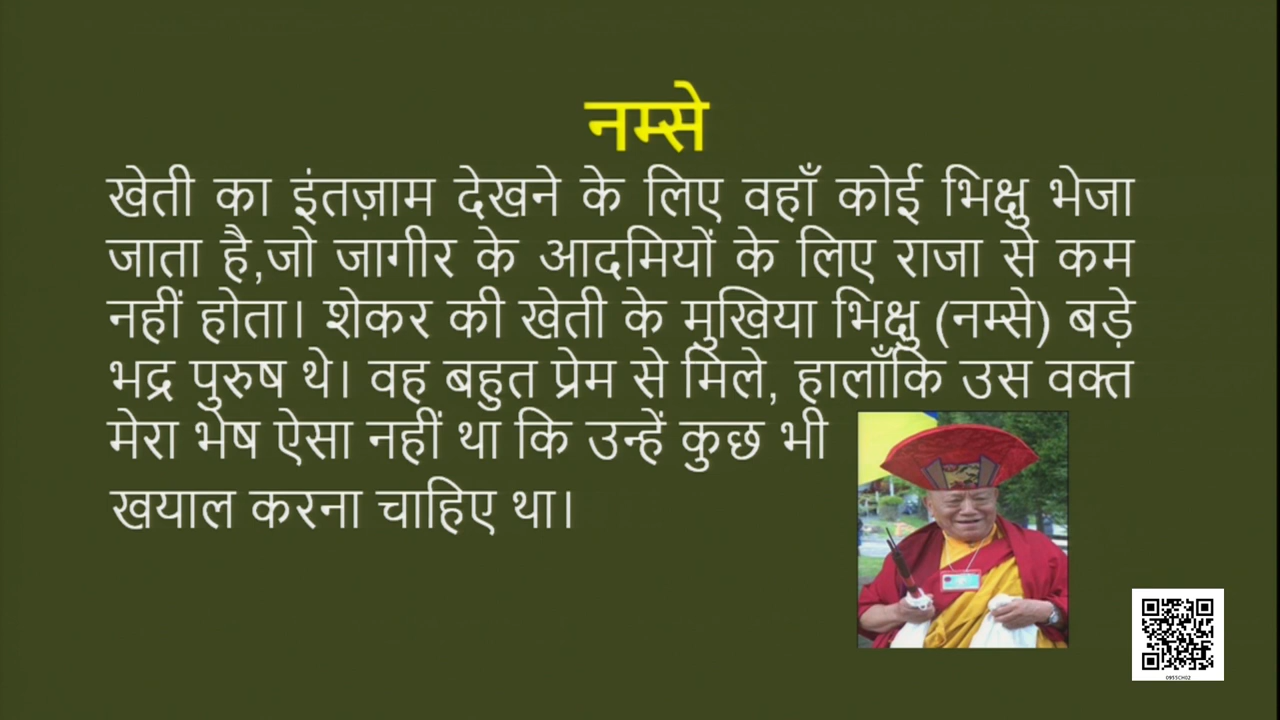 नम्से
खेती का इंतज़ाम देखने के लिए वहाँ कोई भिक्षु भेजा
जाता है,जो जागीर के आदमियों के लिए राजा से कम
नहीं होता। शेकर की खेती के मुखिया भिक्षु (नम्से) बड़े
भद्र पुरुष थे। वह बहुत प्रेम से मिले, हालाँकि उस वक्त
मेरा भेष ऐसा नहीं था कि उन्हें कुछ भी
खयाल करना चाहिए था।
0955CH02